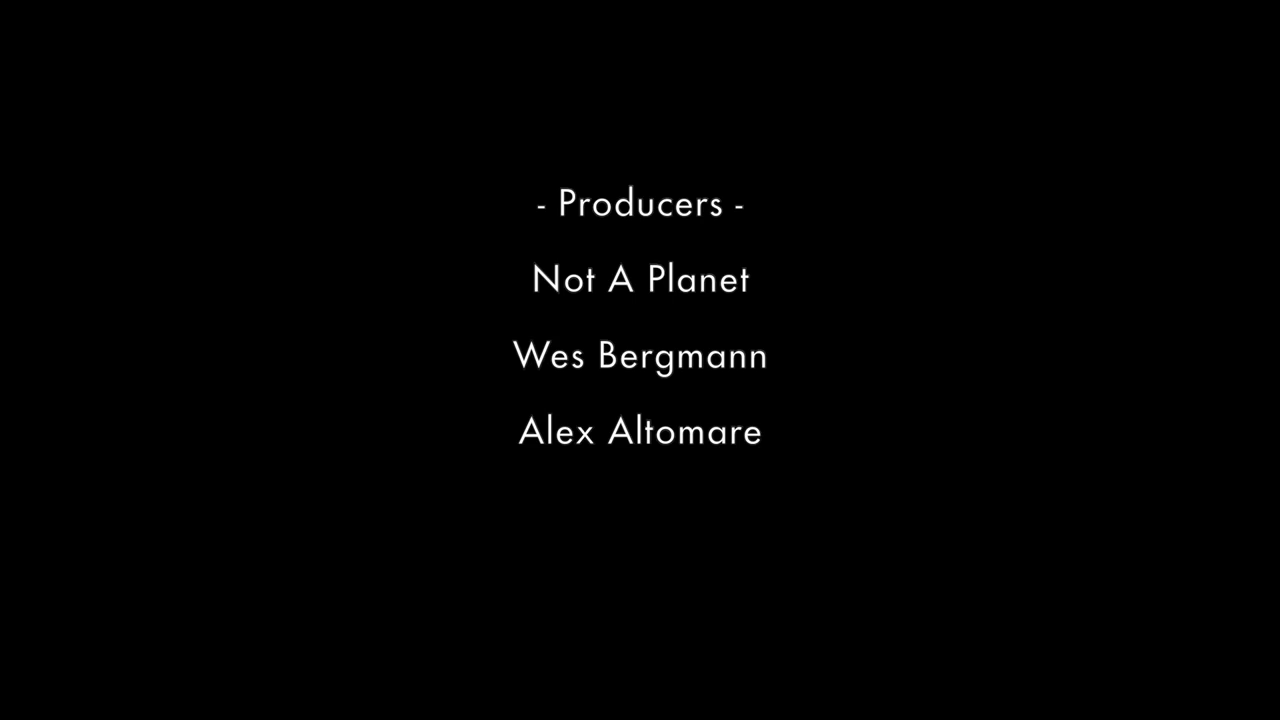 - Producers -
Not A Planet
Wes Bergmann
Alex Altomare